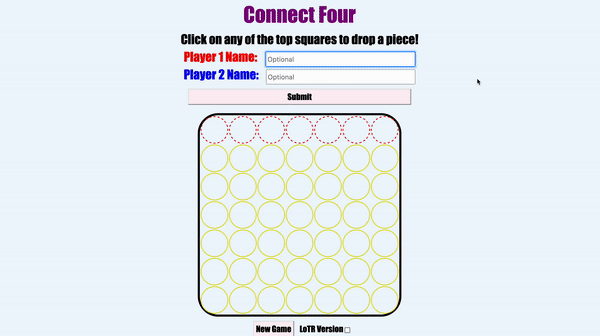 Connect Four
Click on any of the top squares to drop a piece!
Player 1 Name: Optional
Player 2 Name: Optional
Submit
New Game LoTR Version